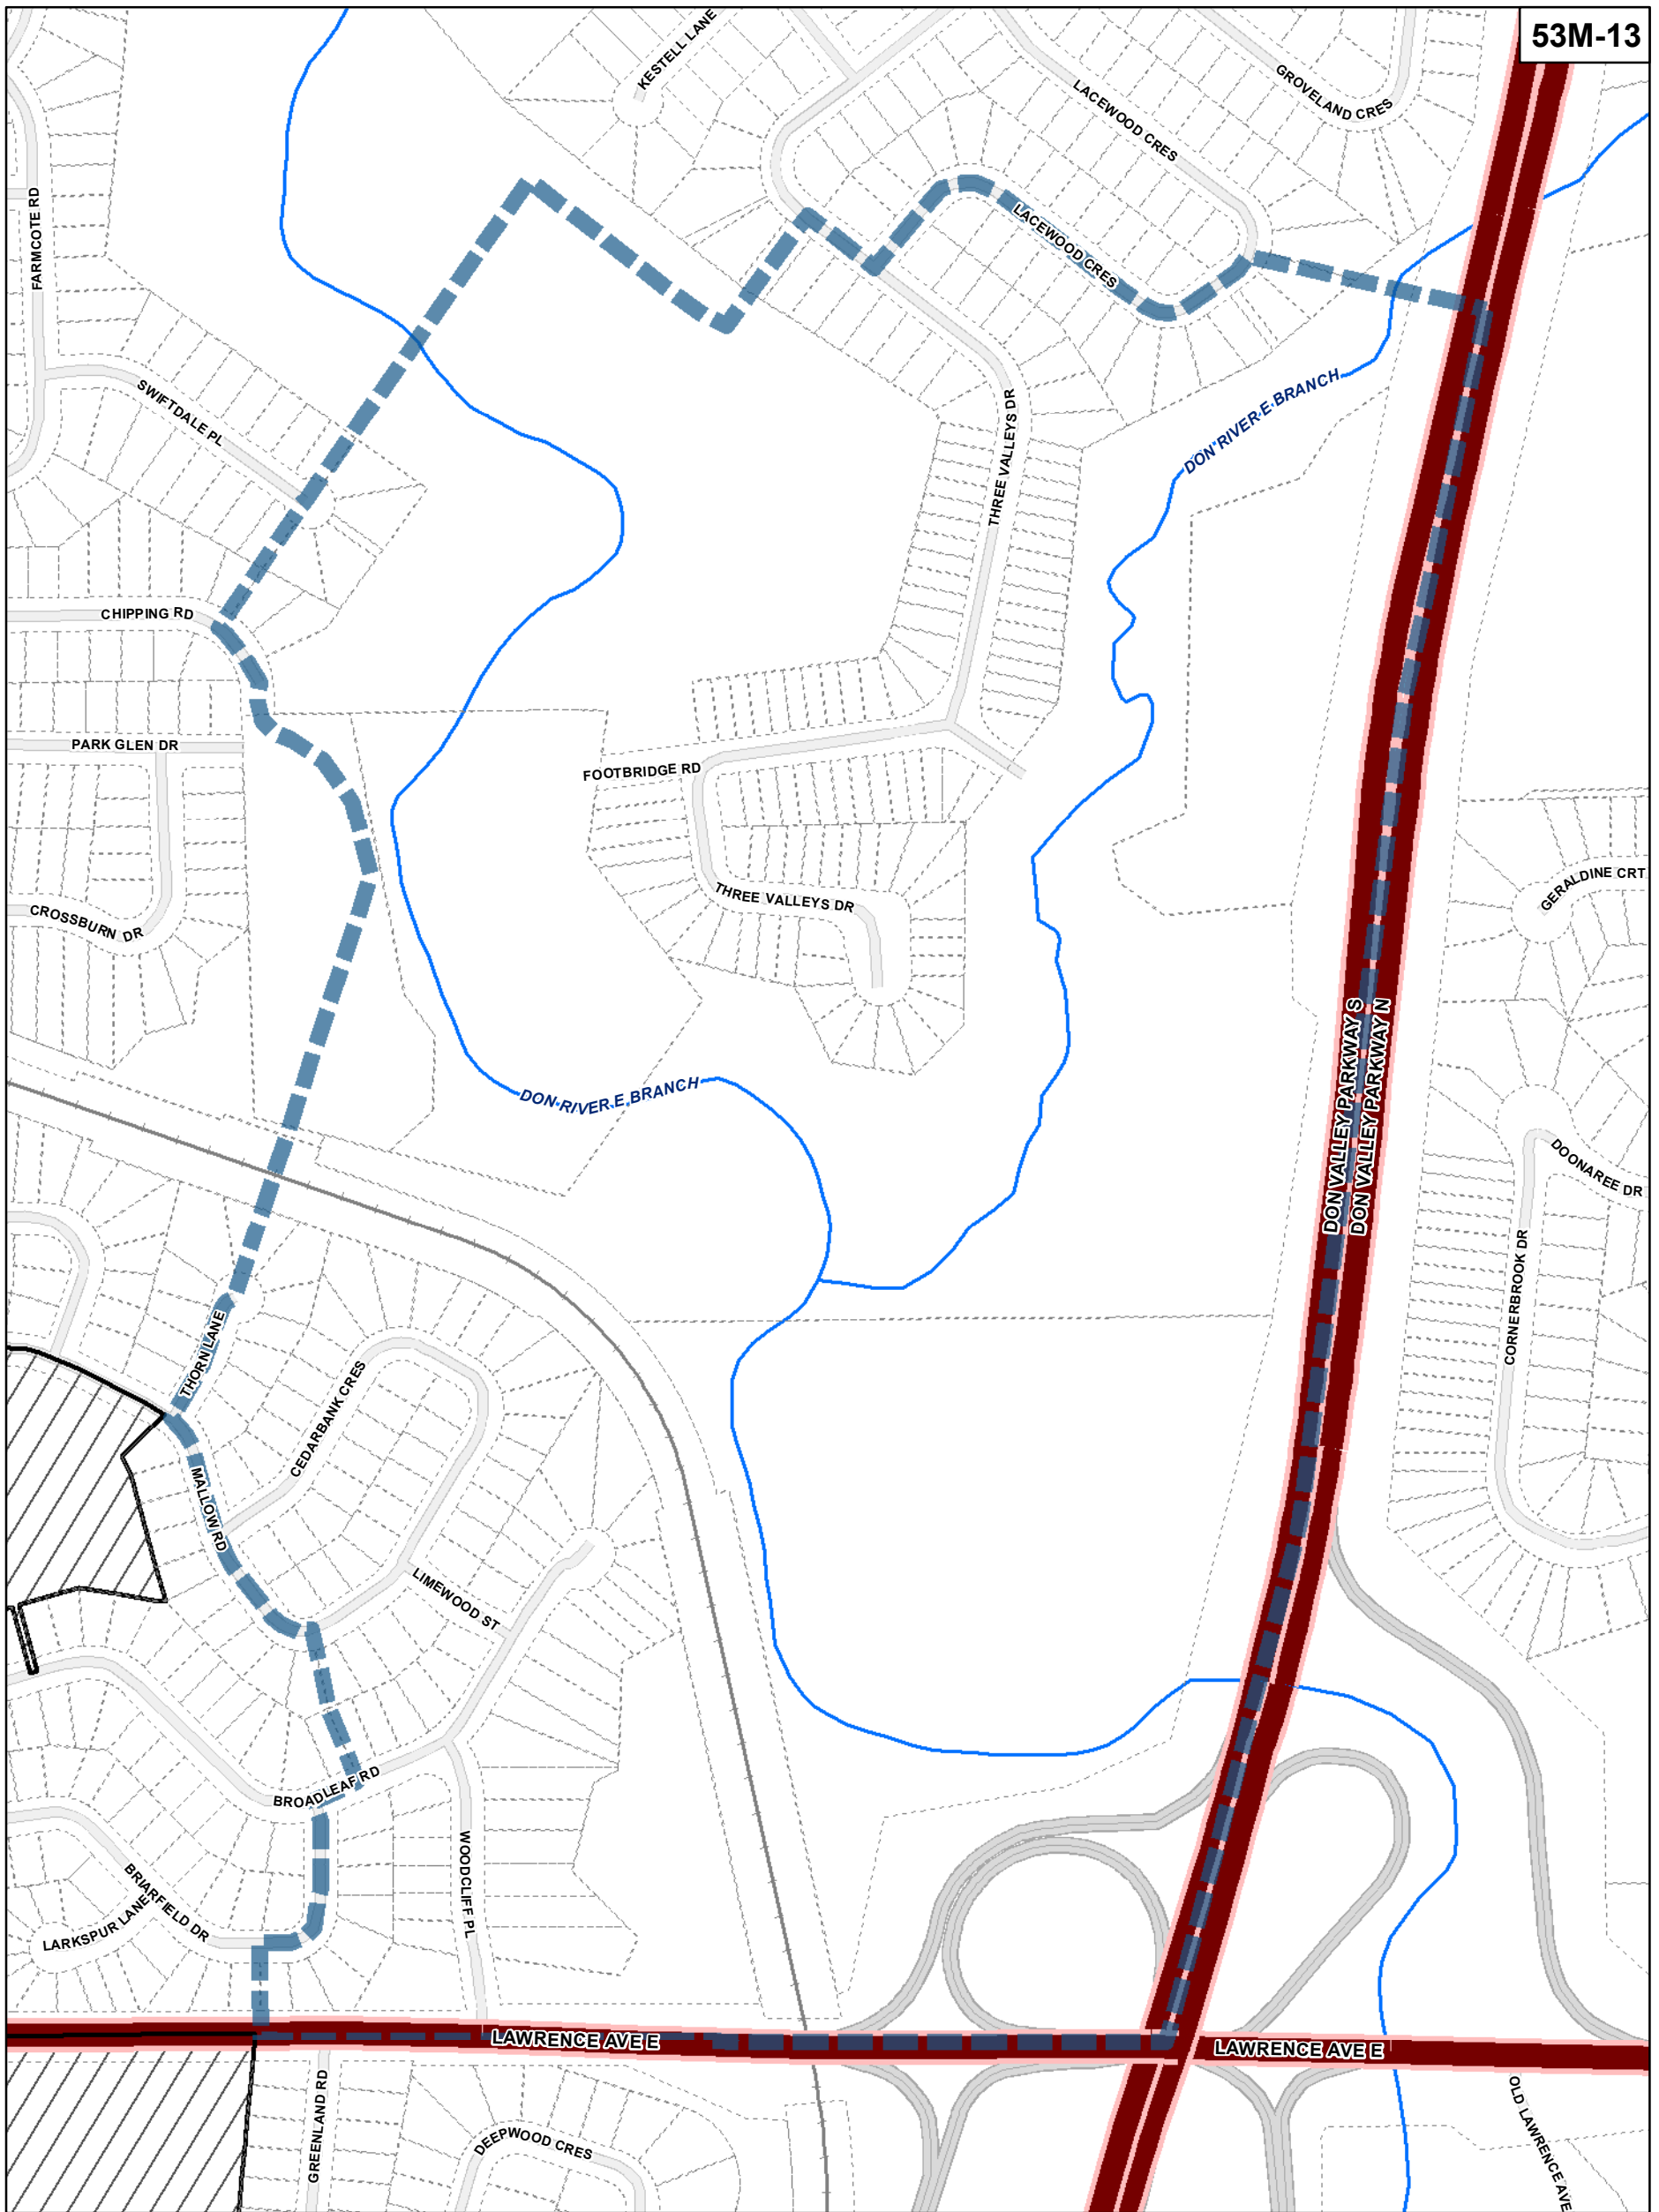 53M-13
KESTELL LANE
LACEWOOD CRES
GROVELAND CRES
FARMCOTE RD
LACEWOOD CRES
SWIFTDALE PL
DON RIVER E BRANCH
THREE VALLEYS DR
CHIPPING RD
PARK GLEN DR
FOOTBRIDGE RD
THREE VALLEYS DR
CROSSBURN DR
GERALDINE CRT
DON VALLEY PARKWAY S
DON VALLEY PARKWAY N
DON RIVER E BRANCH
DOONAREE DR
CORNERBROOK DR
THORN LANE
CEDARBANK CRES
MALLOW RD
LIMEWOOD ST
BROADLEAF RD
BRIARFIELD DR
WOODCLIFF PL
LARKSPUR LANE
LAWRENCE AVE E
LAWRENCE AVE E
GREENLAND RD
DEEPWOOD CRES
OLD LAWRENCE AVE